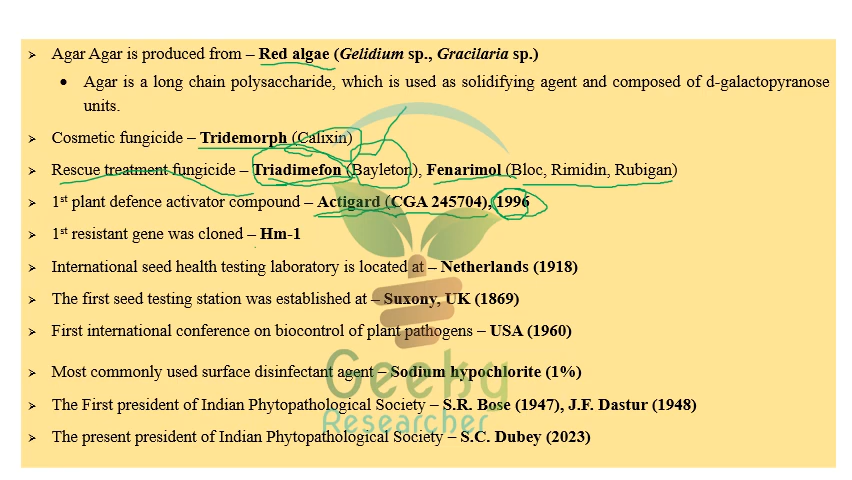 ➢ Agar Agar is produced from – Red algae (Gelidium sp., Gracilaria sp.)
• Agar is a long chain polysaccharide, which is used as solidifying agent and composed of d-galactopyranose
units.
➢ Cosmetic fungicide – Tridemorph (Calixin)
➢ Rescue treatment fungicide – Triadimefon (Bayleton), Fenarimol (Bloc, Rimidin, Rubigan)
➢ 1st plant defence activator compound – Actigard (CGA 245704), 1996
➢ 1st resistant gene was cloned – Hm-1
➢ International seed health testing laboratory is located at – Netherlands (1918)
➢ The first seed testing station was established at – Suxony, UK (1869)
➢ First international conference on biocontrol of plant pathogens – USA (1960)
➢ Most commonly used surface disinfectant agent – Sodium hypochlorite (1%)
➢ The First president of Indian Phytopathological Society – S.R. Bose (1947), J.F. Dastur (1948)
➢ The present president of Indian Phytopathological Society – S.C. Dubey (2023)
Geeky
Researcher